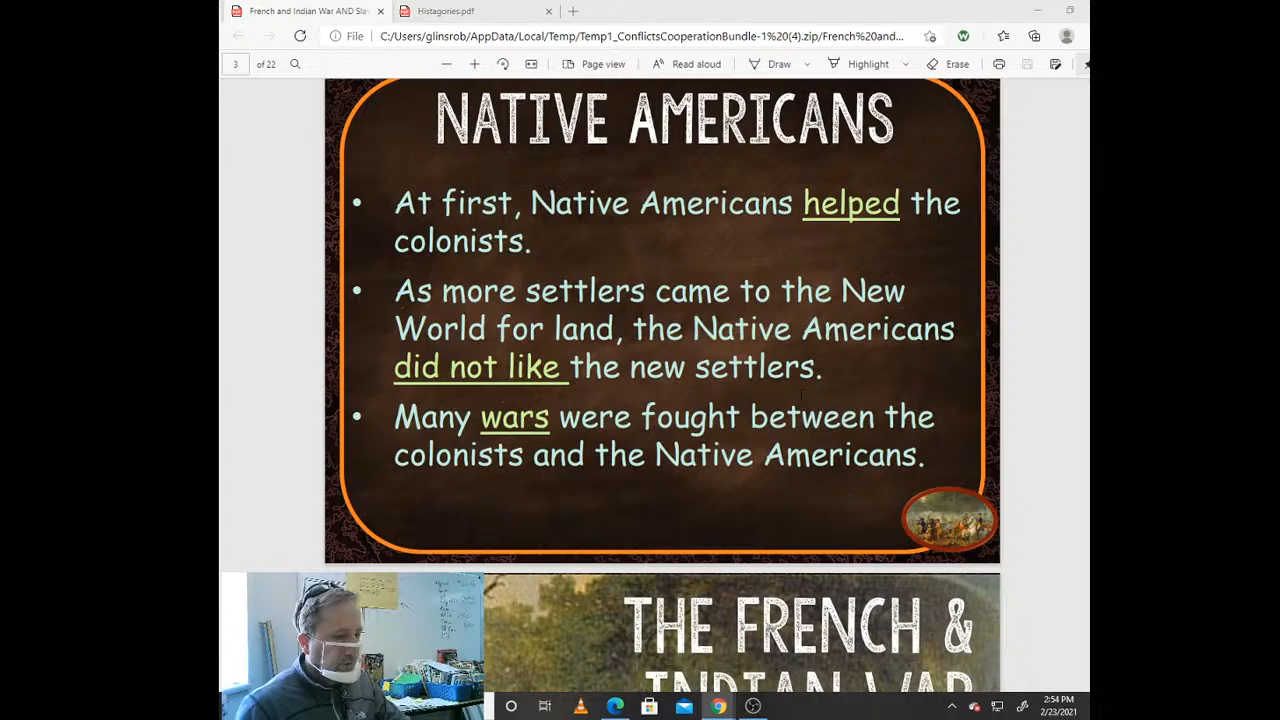 French and Indian War AND Sla
Histagories.pdf
File
C:/Users/glinsrob/AppData/Local/Temp/Temp1_ConflictsCooperationBundle-1%20(4).zip/French%20and...
3 of 22
Page view
Read aloud
Draw
Highlight
Erase
NATIVE AMERICANS
• At first, Native Americans helped the
colonists.
• As more settlers came to the New
World for land, the Native Americans
did not like the new settlers.
• Many wars were fought between the
colonists and the Native Americans.
THE FRENCH &
INDIAN WAR
2:54 PM
2/23/2021